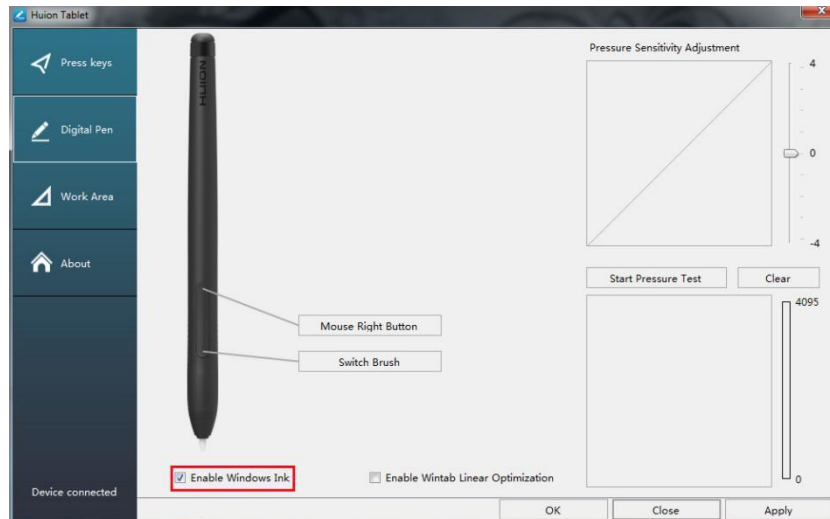 Huion Tablet
Press keys
Digital Pen
Work Area
About
Device connected
HUION
Mouse Right Button
Switch Brush
Enable Windows Ink
Enable Wintab Linear Optimization
Pressure Sensitivity Adjustment
4
0
-4
Start Pressure Test Clear
4095
0
OK Close Apply